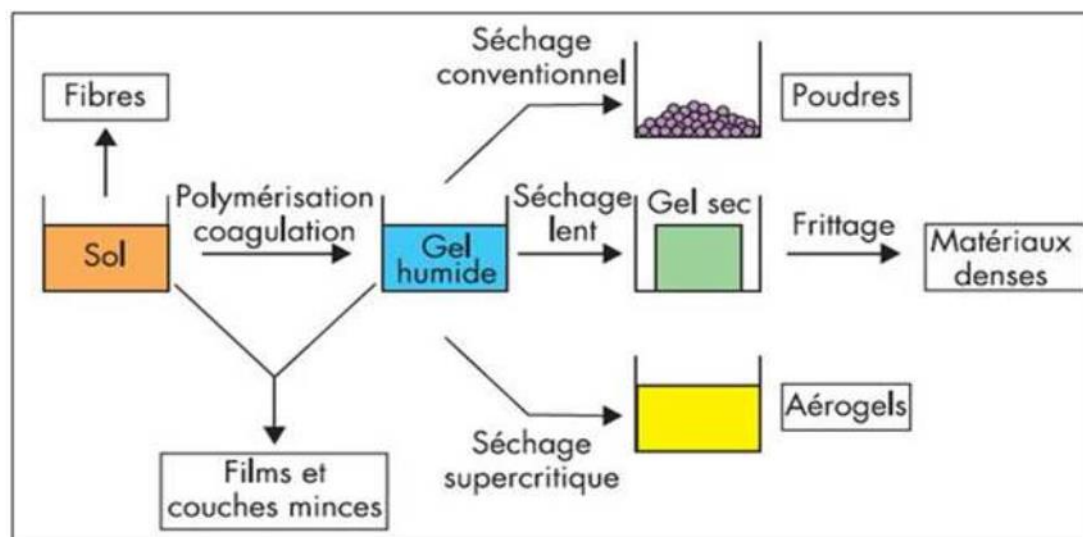 Fibres
Séchage
conventionnel
Poudres
Polymérisation
coagulation
Sol
Gel
humide
Séchage
lent
Gel sec
Frittage
Matériaux
denses
Séchage
supercritique
Aérogels
Films et
couches minces